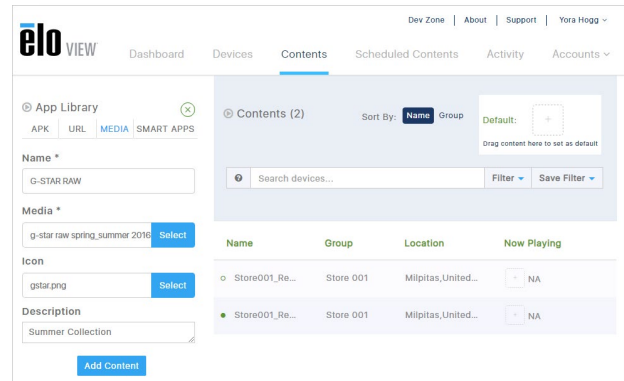 Dev Zone | About | Support | Yora Hogg
ēlo VIEW
Dashboard Devices Contents Scheduled Contents Activity Accounts
App Library
APK URL MEDIA SMART APPS
Name *
G-STAR RAW
Media *
g-star raw spring_summer 2016 Select
Icon
gstar.png Select
Description
Summer Collection
Add Content
Contents (2)
Sort By: Name Group
Default: +
Drag content here to set as default
? Search devices... Filter Save Filter
Name Group Location Now Playing
Store001_Re... Store 001 Milpitas,United... NA
Store001_Re... Store 001 Milpitas,United... NA